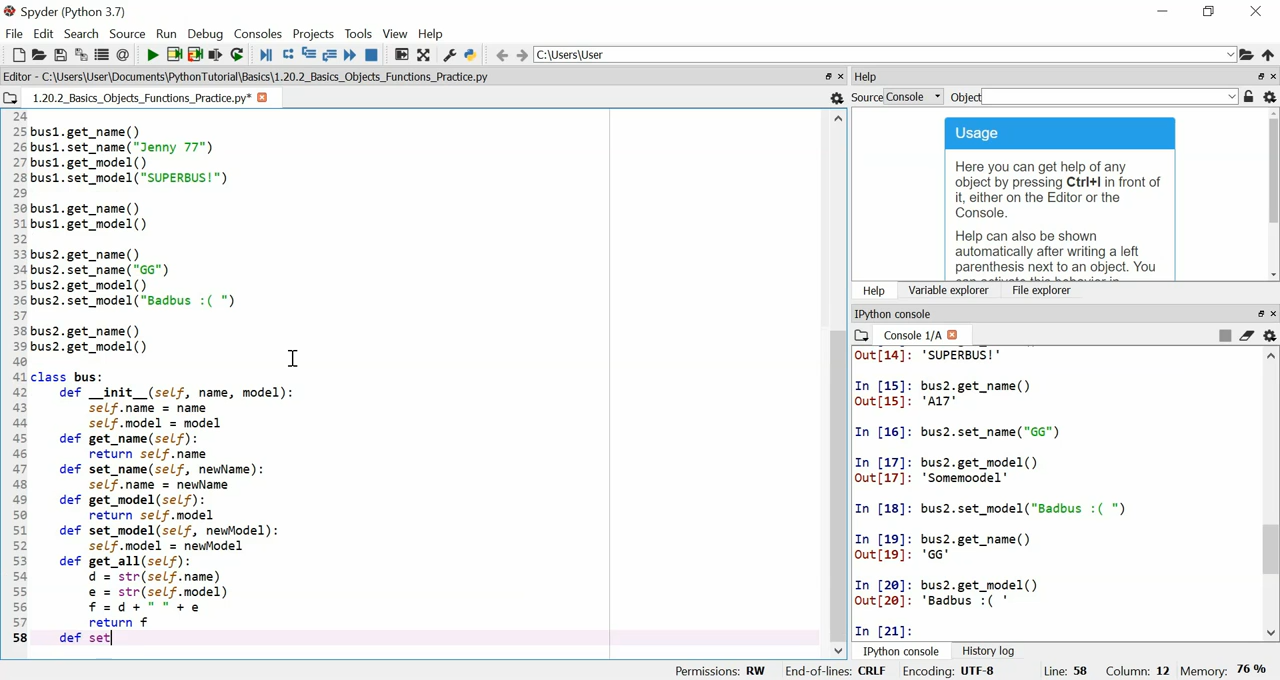 Spyder (Python 3.7)
File Edit Search Source Run Debug Consoles Projects Tools View Help
C:\Users\User
Editor - C:\Users\User\Documents\PythonTutorial\Basics\1.20.2_Basics_Objects_Functions_Practice.py
1.20.2_Basics_Objects_Functions_Practice.py*
24
25 bus1.get_name()
26 bus1.set_name("Jenny 77")
27 bus1.get_model()
28 bus1.set_model("SUPERBUS!")
29
30 bus1.get_name()
31 bus1.get_model()
32
33 bus2.get_name()
34 bus2.set_name("GG")
35 bus2.get_model()
36 bus2.set_model("Badbus :( ")
37
38 bus2.get_name()
39 bus2.get_model()
40
41 class bus:
42 def __init__(self, name, model):
43 self.name = name
44 self.model = model
45 def get_name(self):
46 return self.name
47 def set_name(self, newName):
48 self.name = newName
49 def get_model(self):
50 return self.model
51 def set_model(self, newModel):
52 self.model = newModel
53 def get_all(self):
54 d = str(self.name)
55 e = str(self.model)
56 f = d + " " + e
57 return f
58 def set
Help
Source Console Object
Usage
Here you can get help of any
object by pressing Ctrl+I in front of
it, either on the Editor or the
Console.
Help can also be shown
automatically after writing a left
parenthesis next to an object. You
can activate this behavior in
Help Variable explorer File explorer
IPython console
Console 1/A
Out[14]: 'SUPERBUS!'
In [15]: bus2.get_name()
Out[15]: 'A17'
In [16]: bus2.set_name("GG")
In [17]: bus2.get_model()
Out[17]: 'Somemoodel'
In [18]: bus2.set_model("Badbus :( ")
In [19]: bus2.get_name()
Out[19]: 'GG'
In [20]: bus2.get_model()
Out[20]: 'Badbus :( '
In [21]:
IPython console History log
Permissions: RW End-of-lines: CRLF Encoding: UTF-8 Line: 58 Column: 12 Memory: 76 %